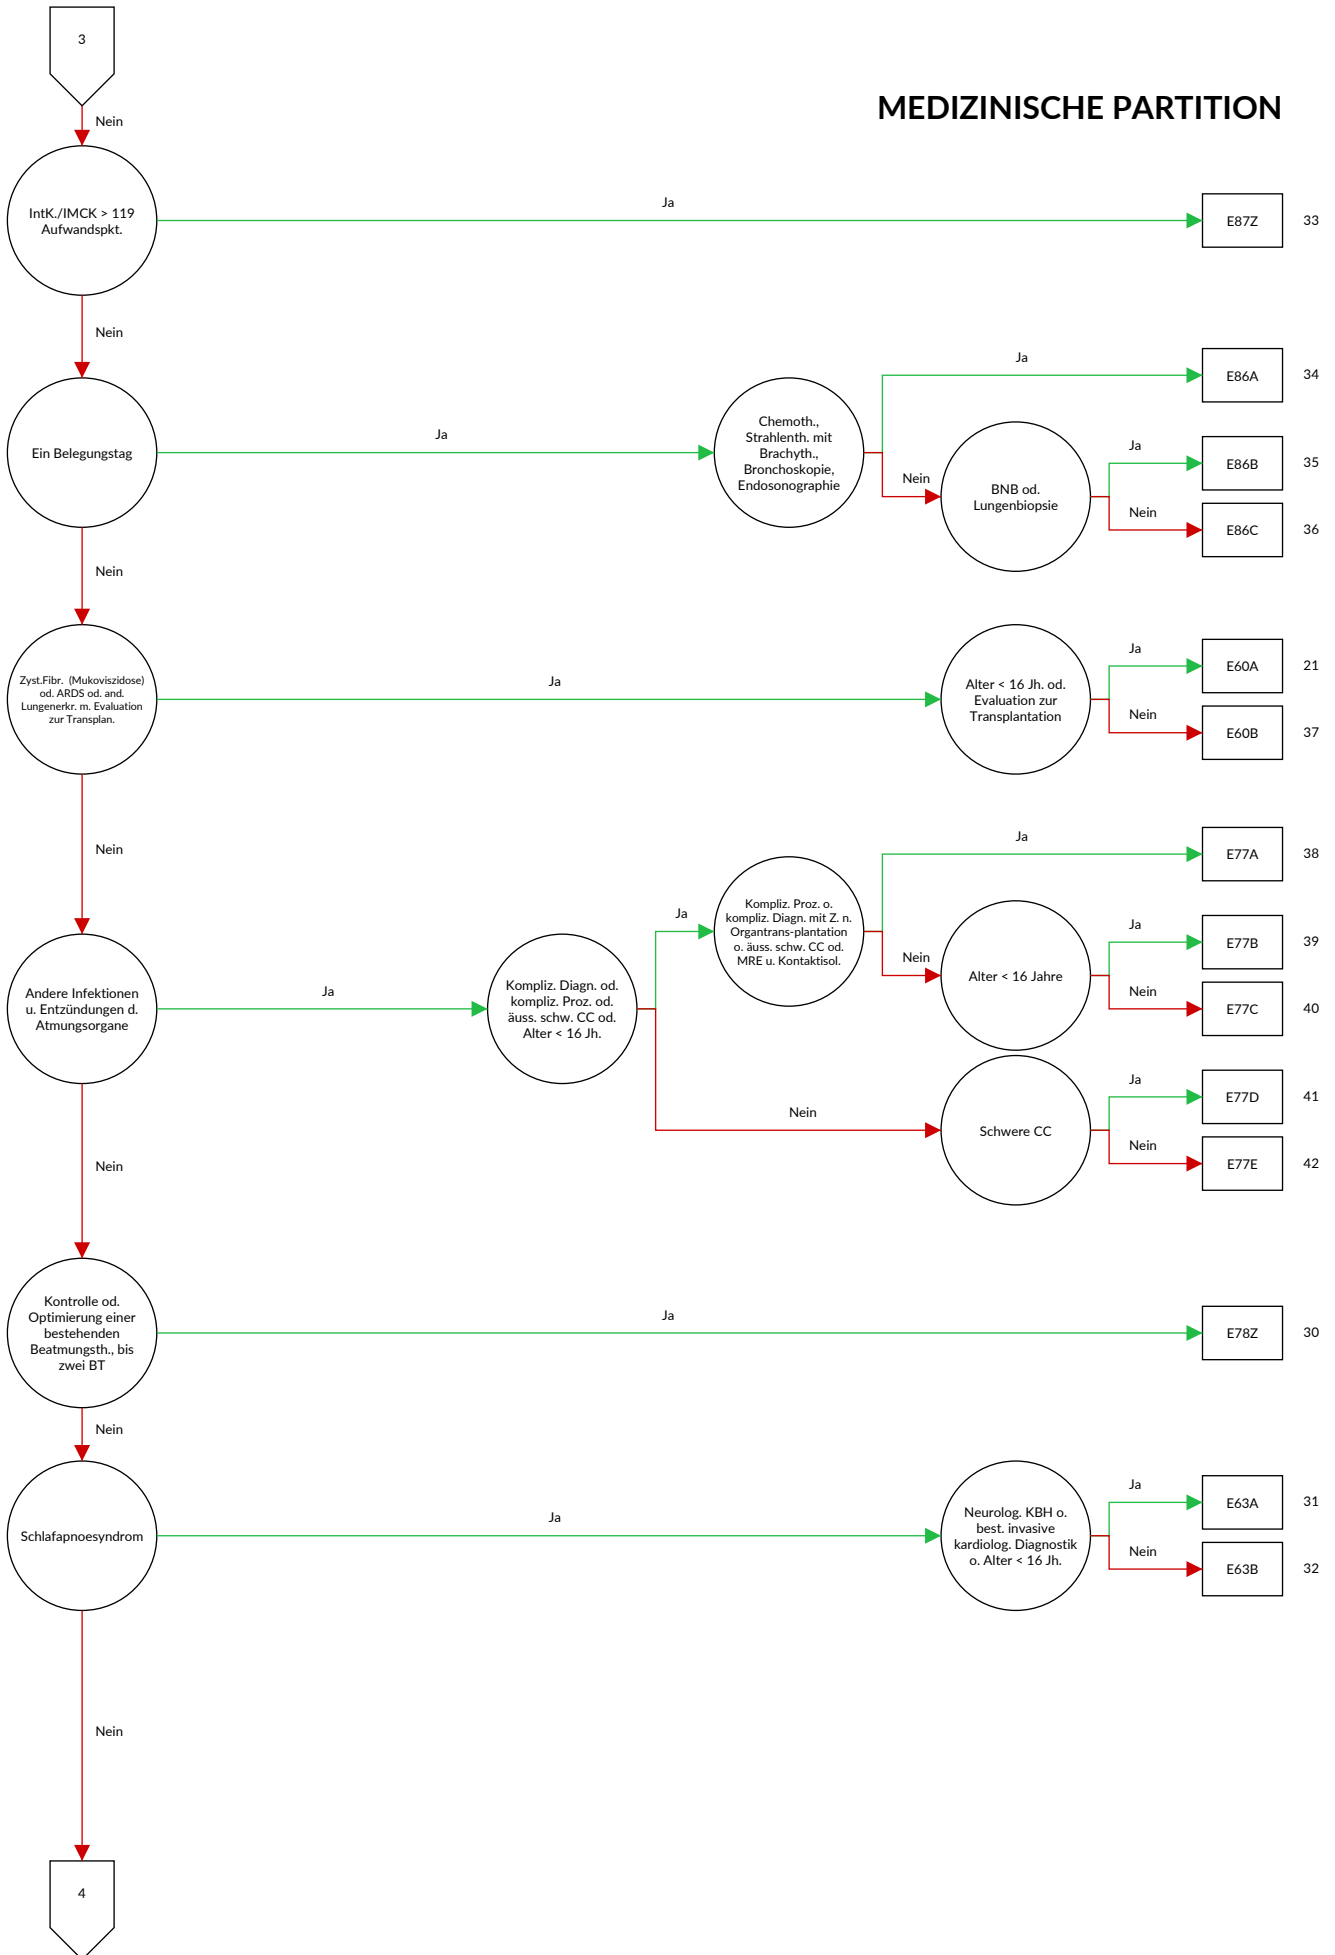 3
MEDIZINISCHE PARTITION
Nein
IntK./IMCK > 119
Aufwandspkt.
Ja
E87Z
33
Nein
Ein Belegungstag
Ja
Chemoth.,
Strahlenth. mit
Brachyth.,
Bronchoskopie,
Endosonographie
Ja
E86A
34
Nein
BNB od.
Lungenbiopsie
Ja
E86B
35
Nein
E86C
36
Nein
Zyst.Fibr. (Mukoviszidose)
od. ARDS od. and.
Lungenerkr. m. Evaluation
zur Transplan.
Ja
Alter < 16 Jh. od.
Evaluation zur
Transplantation
Ja
E60A
21
Nein
E60B
37
Nein
Andere Infektionen
u. Entzündungen d.
Atmungsorgane
Ja
Kompliz. Diagn. od.
kompliz. Proz. od.
äuss. schw. CC od.
Alter < 16 Jh.
Ja
Kompliz. Proz. o.
kompliz. Diagn. mit Z. n.
Organtrans-plantation
o. äuss. schw. CC od.
MRE u. Kontaktisol.
Ja
E77A
38
Nein
Alter < 16 Jahre
Ja
E77B
39
Nein
E77C
40
Nein
Schwere CC
Ja
E77D
41
Nein
E77E
42
Nein
Kontrolle od.
Optimierung einer
bestehenden
Beatmungsth., bis
zwei BT
Ja
E78Z
30
Nein
Schlafapnoesyndrom
Ja
Neurolog. KBH o.
best. invasive
kardiolog. Diagnostik
o. Alter < 16 Jh.
Ja
E63A
31
Nein
E63B
32
Nein
4